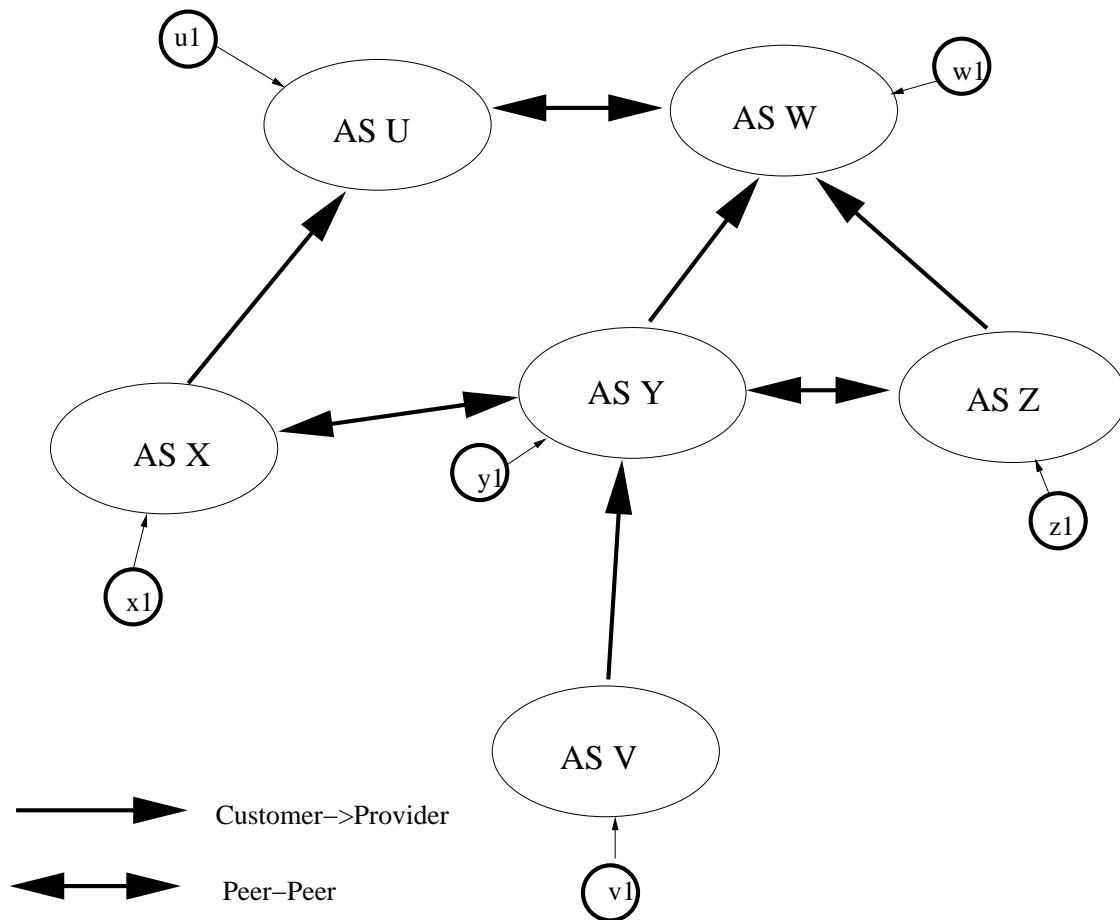 u1
w1
AS U
AS W
AS Y
AS Z
AS X
y1
z1
x1
AS V
Customer−>Provider
Peer−Peer
v1